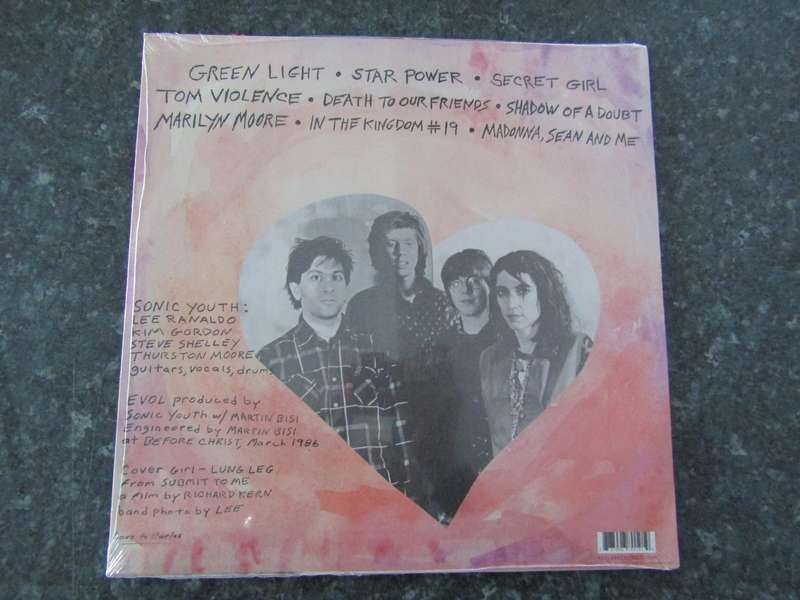 GREEN LIGHT • STAR POWER • SECRET GIRL
TOM VIOLENCE • DEATH TO OUR FRIENDS • SHADOW OF A DOUBT
MARILYN MOORE • IN THE KINGDOM #19 • MADONNA, SEAN AND ME
SONIC YOUTH:
LEE RANALDO
KIM GORDON
STEVE SHELLEY
THURSTON MOORE
guitars, vocals, drums
EVOL produced by
SONIC YOUTH w/ MARTIN BISI
Engineered by MARTIN BISI
at BEFORE CHRIST, March 1986
Cover Girl - LUNG LEG
from SUBMIT TO ME
a film by RICHARD KERN
band photo by LEE